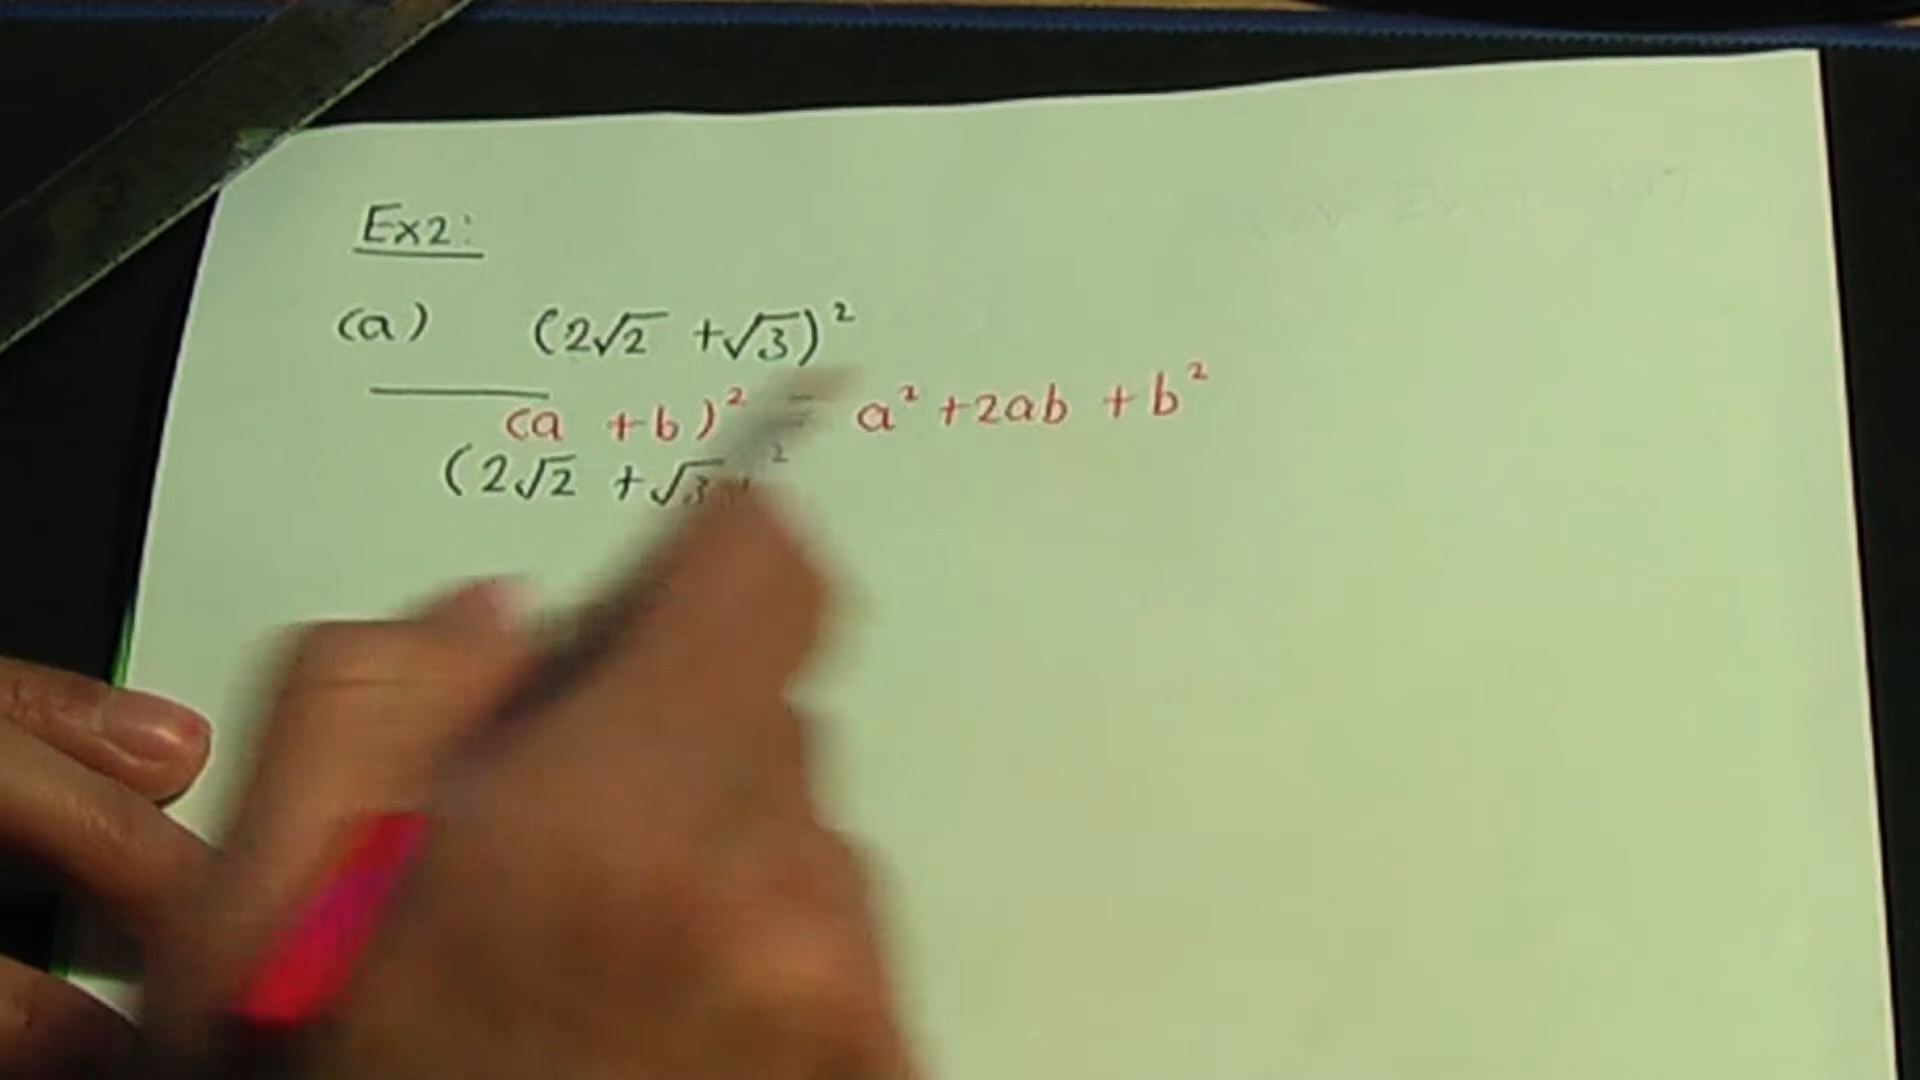 Ex2:
(a) (2√2 +√3)²
(a +b)² = a² +2ab +b²
(2√2 +√3)²